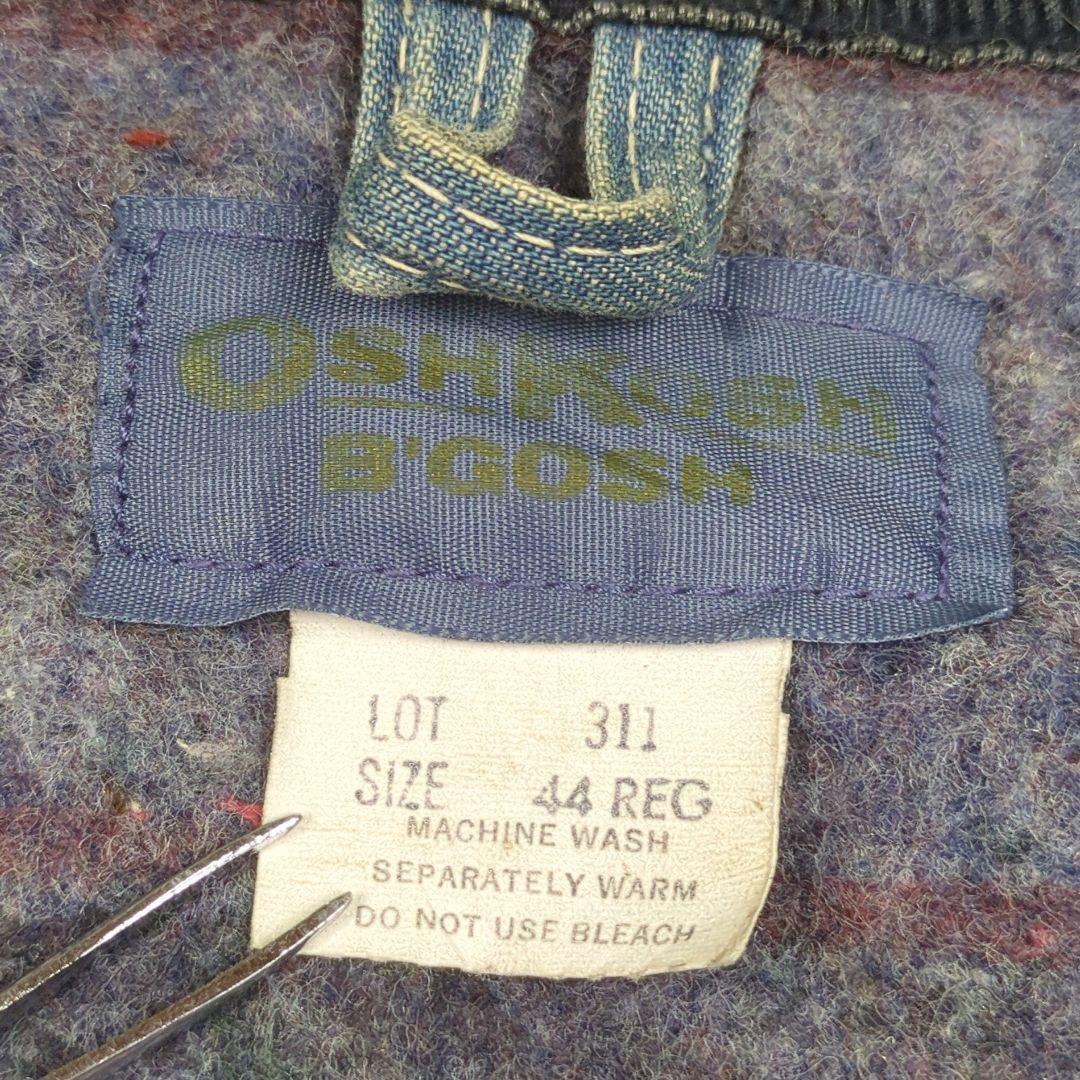 OSHKOSH
B'GOSH
LOT 311
SIZE 44 REG
MACHINE WASH
SEPARATELY WARM
DO NOT USE BLEACH